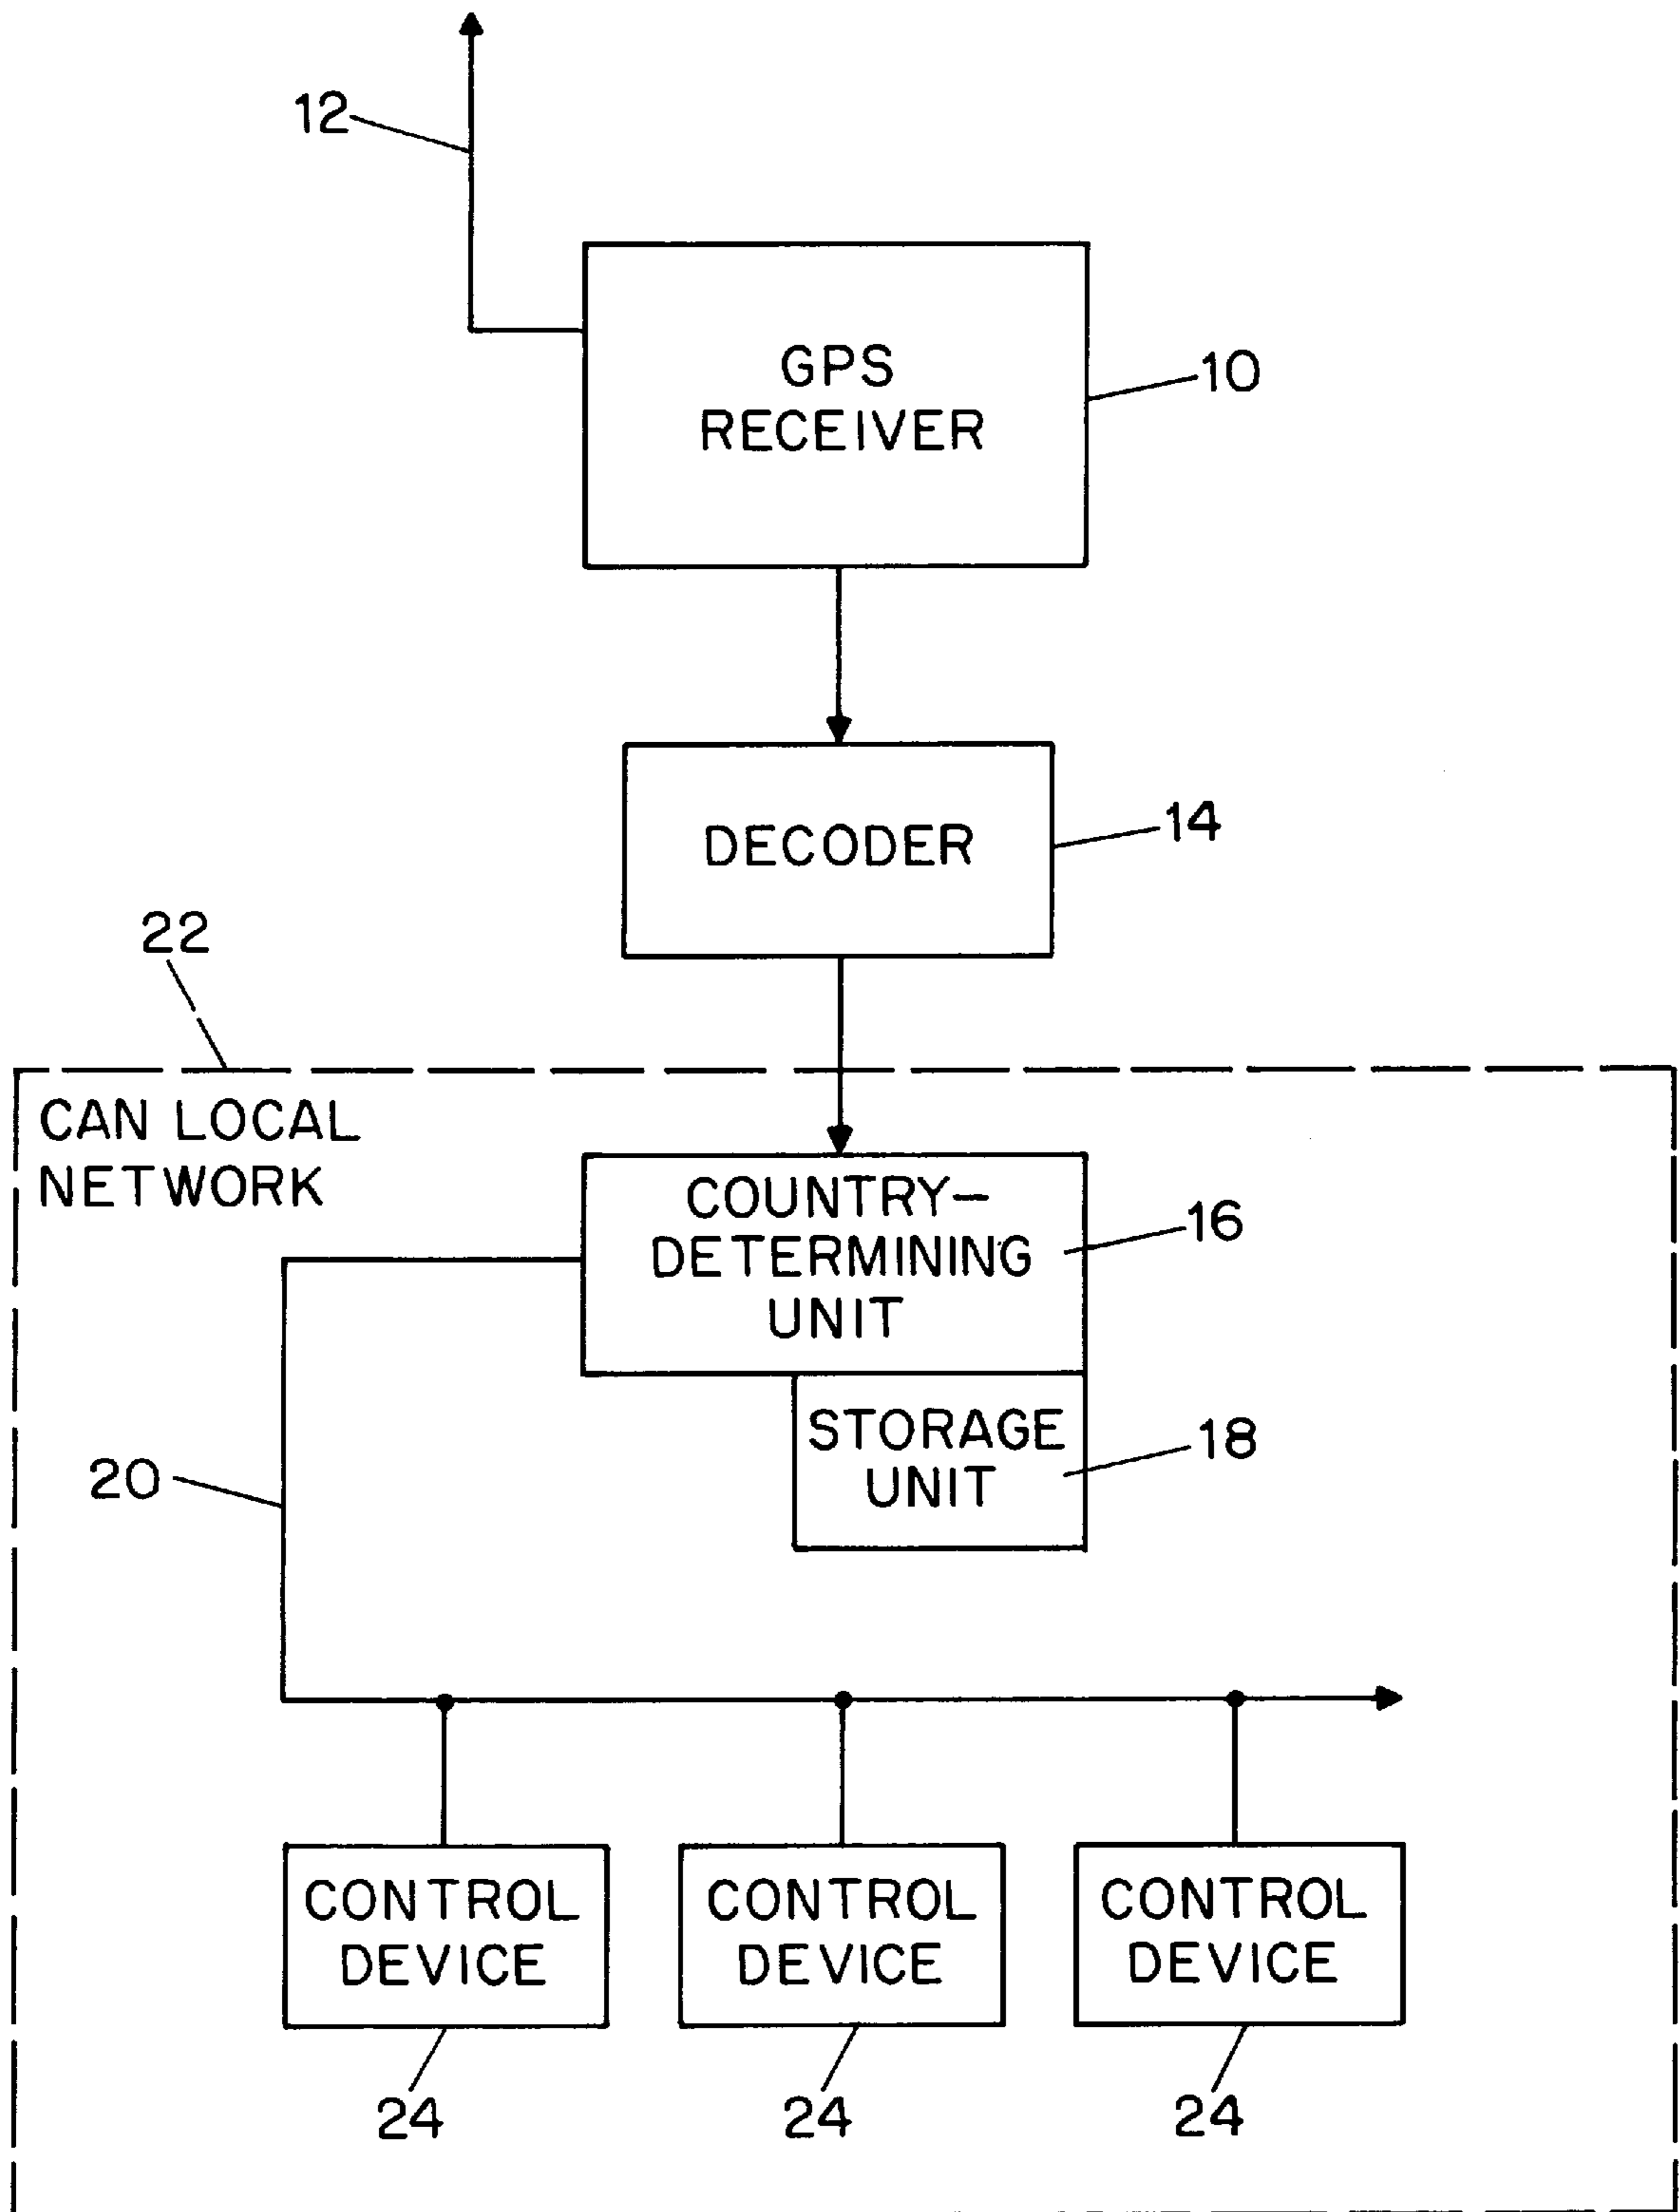 12
GPS
RECEIVER
10
DECODER
14
22
CAN LOCAL
NETWORK
COUNTRY–
DETERMINING
UNIT
16
STORAGE
UNIT
18
20
CONTROL
DEVICE
CONTROL
DEVICE
CONTROL
DEVICE
24
24
24